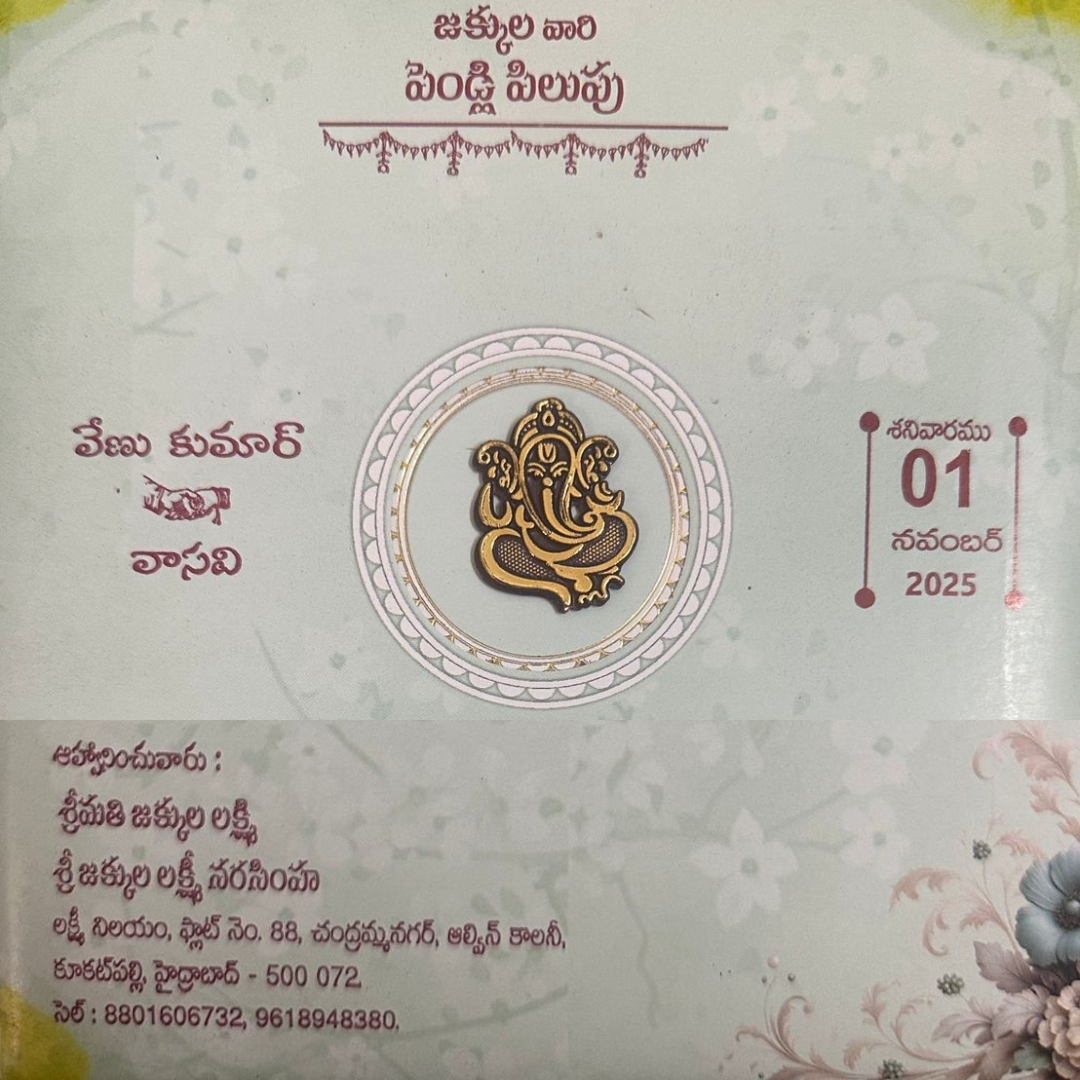 జక్కుల వారి
పెండ్లి పిలుపు
వేణు కుమార్
వాసవి
శనివారము
01
నవంబర్
2025
ఆహ్వానించువారు :
శ్రీమతి జక్కుల లక్ష్మి
శ్రీ జక్కుల లక్ష్మీ నరసింహ
లక్ష్మీ నిలయం, ఫ్లాట్ నెం. 88, చంద్రమ్మనగర్, ఆల్విన్ కాలనీ,
కూకట్‌పల్లి, హైద్రాబాద్ - 500 072.
సెల్ : 8801606732, 9618948380.